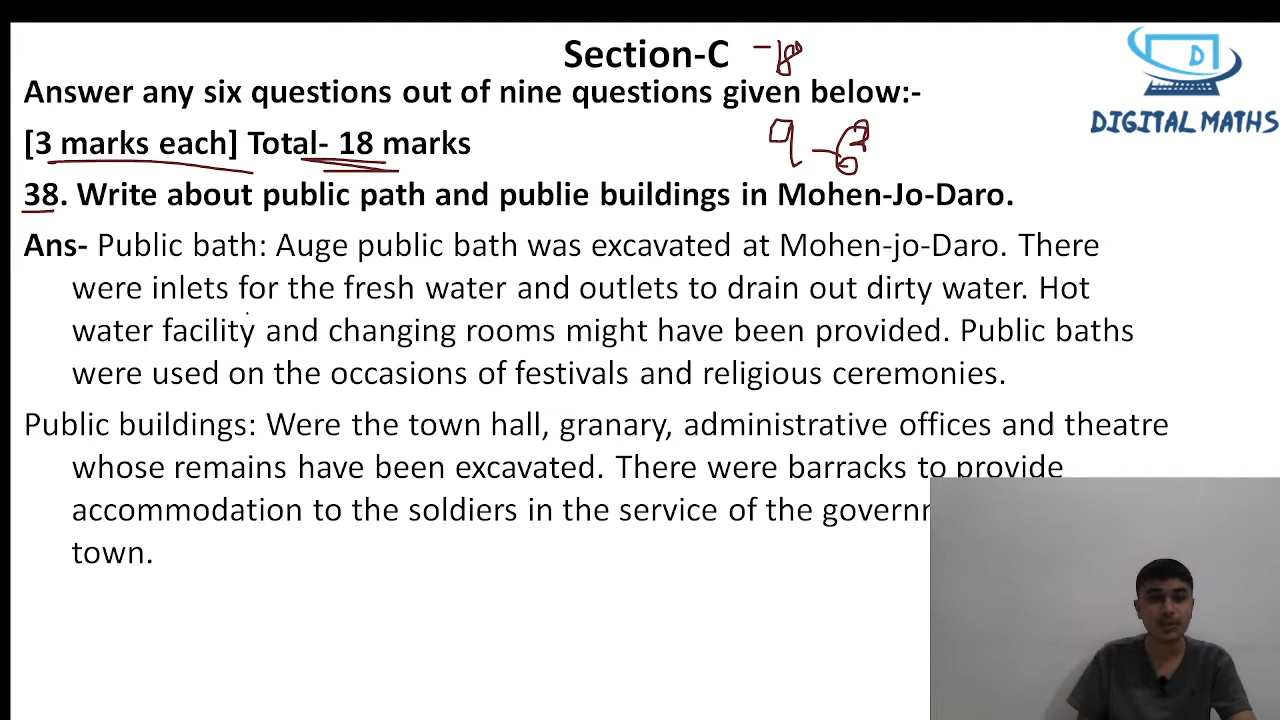 Section-C - 18
Answer any six questions out of nine questions given below:-
[3 marks each] Total- 18 marks
9 - 6
38. Write about public path and publie buildings in Mohen-Jo-Daro.
Ans- Public bath: Auge public bath was excavated at Mohen-jo-Daro. There
were inlets for the fresh water and outlets to drain out dirty water. Hot
water facility and changing rooms might have been provided. Public baths
were used on the occasions of festivals and religious ceremonies.
Public buildings: Were the town hall, granary, administrative offices and theatre
whose remains have been excavated. There were barracks to provide
accommodation to the soldiers in the service of the
town.
D
DIGITAL MATHS